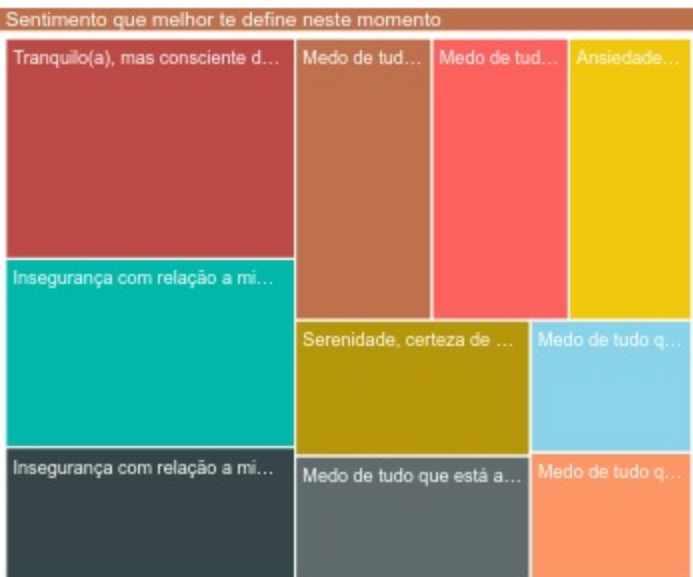 Sentimento que melhor te define neste momento
Tranquilo(a), mas consciente d...
Medo de tud...
Medo de tud...
Ansiedade...
Insegurança com relação a mi...
Serenidade, certeza de ...
Medo de tudo q...
Insegurança com relação a mi...
Medo de tudo que está a...
Medo de tudo q...